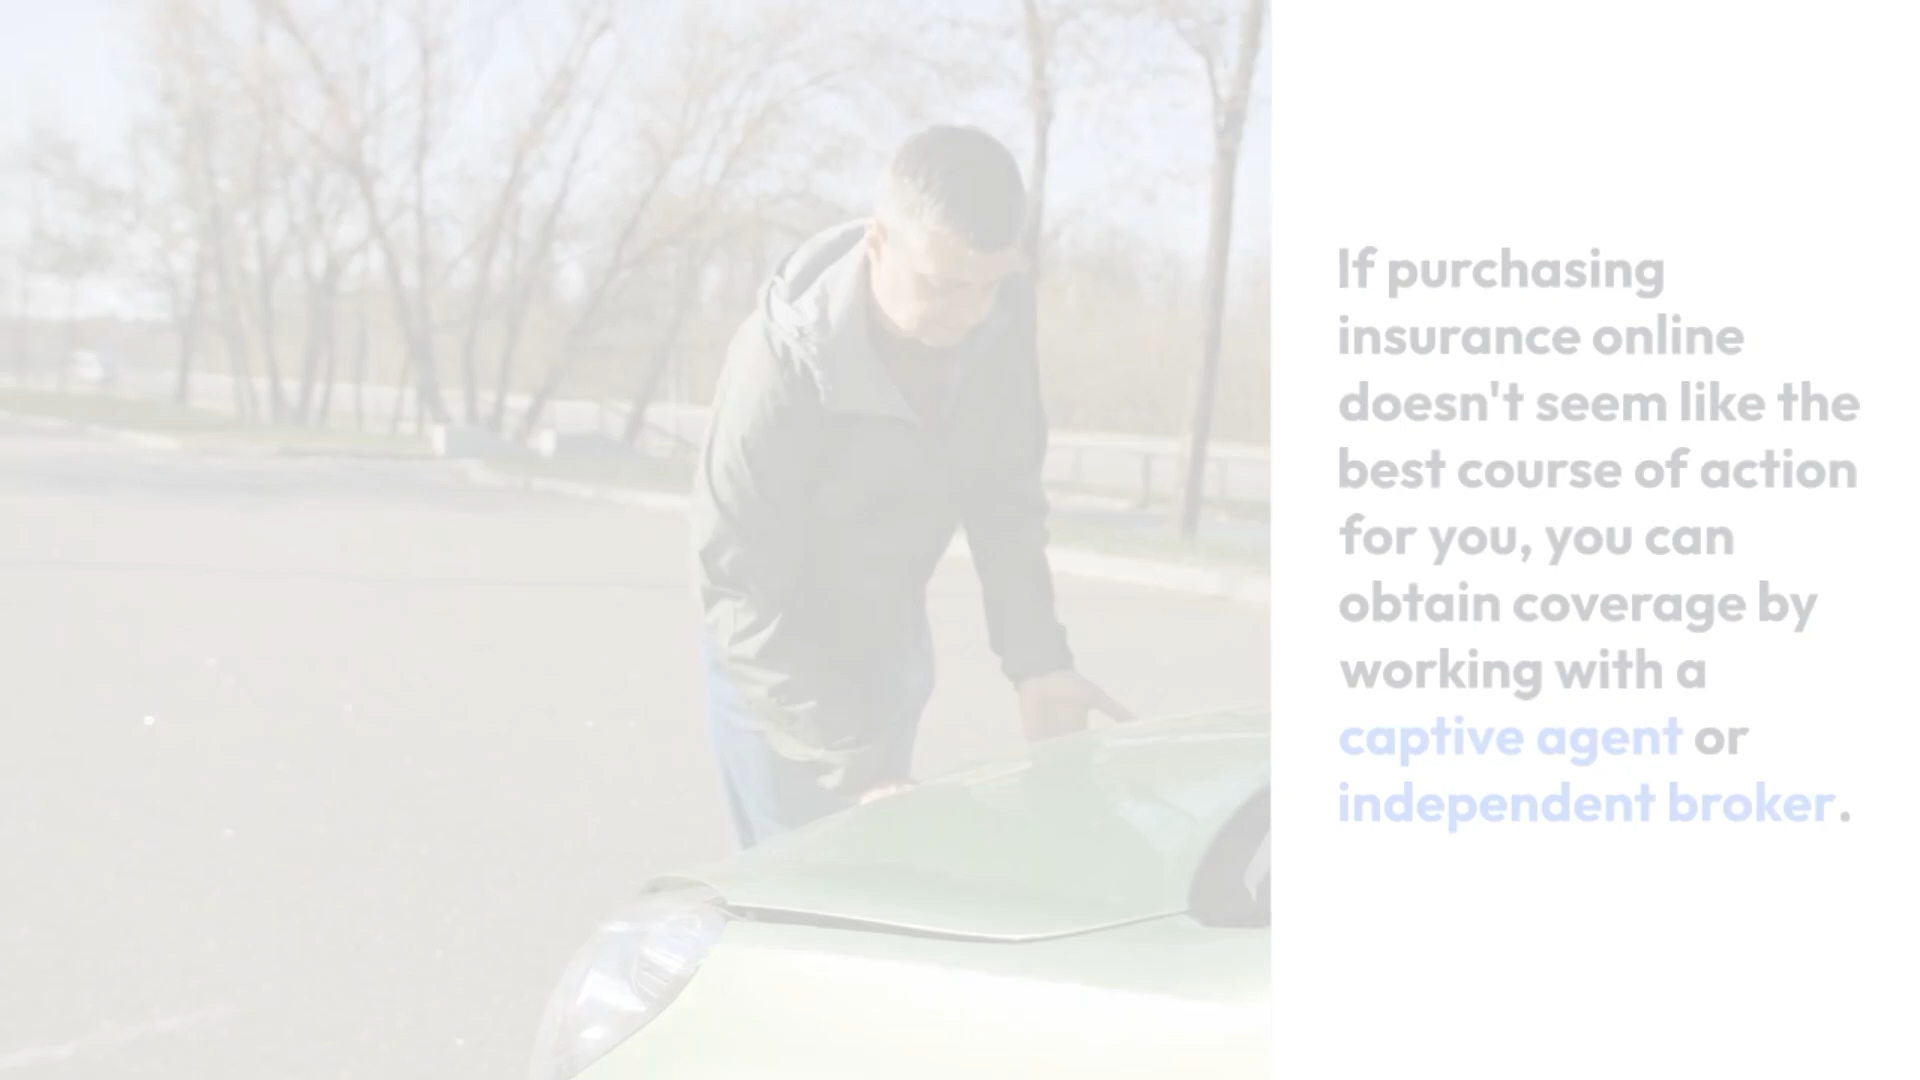 If purchasing
insurance online
doesn't seem like the
best course of action
for you, you can
obtain coverage by
working with a
captive agent or
independent broker.